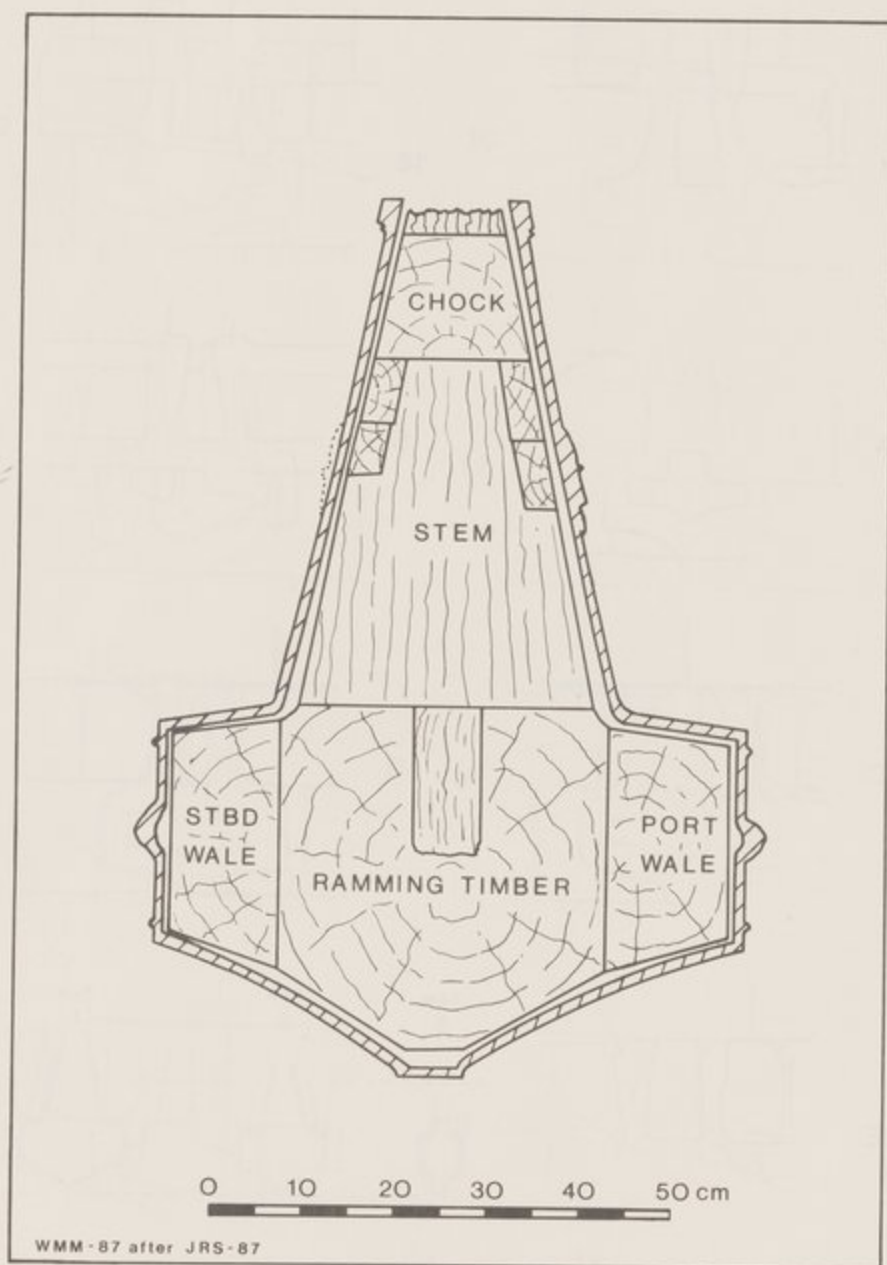 CHOCK
STEM
STBD
WALE
RAMMING TIMBER
PORT
WALE
0 10 20 30 40 50 cm
WMM-87 after JRS-87